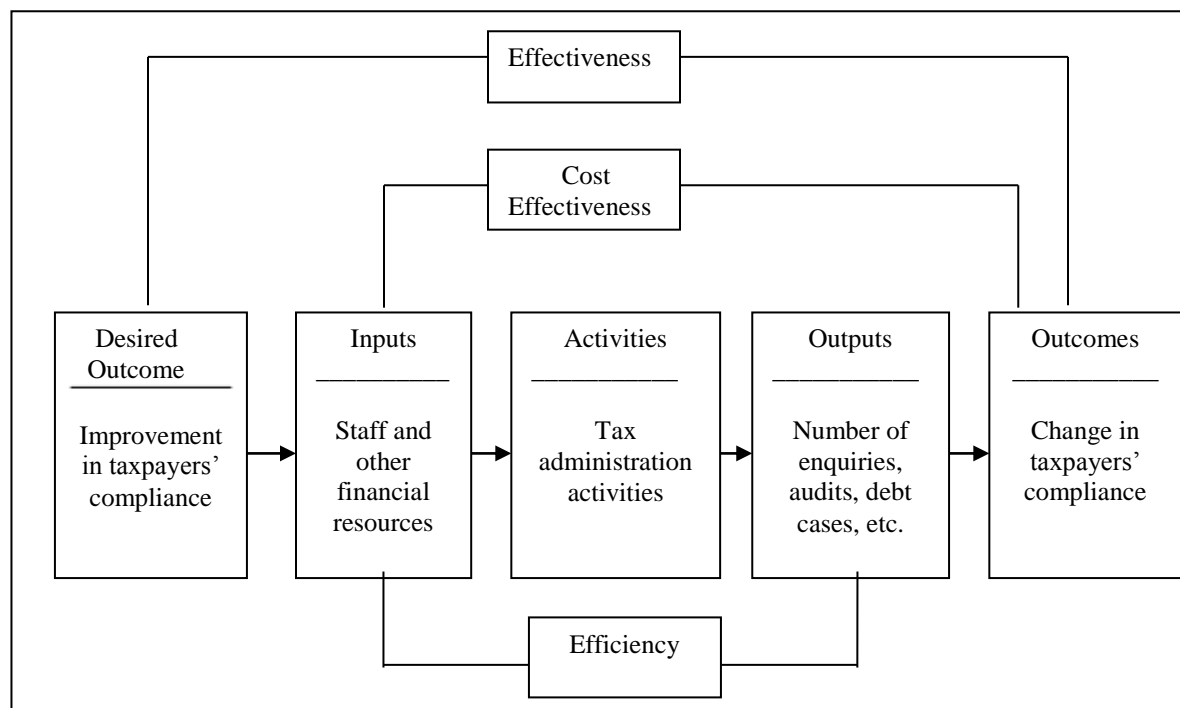 Effectiveness
Cost
Effectiveness
Desired
Outcome
Improvement
in taxpayers’
compliance
Inputs
Staff and
other
financial
resources
Activities
Tax
administration
activities
Outputs
Number of
enquiries,
audits, debt
cases, etc.
Outcomes
Change in
taxpayers’
compliance
Efficiency